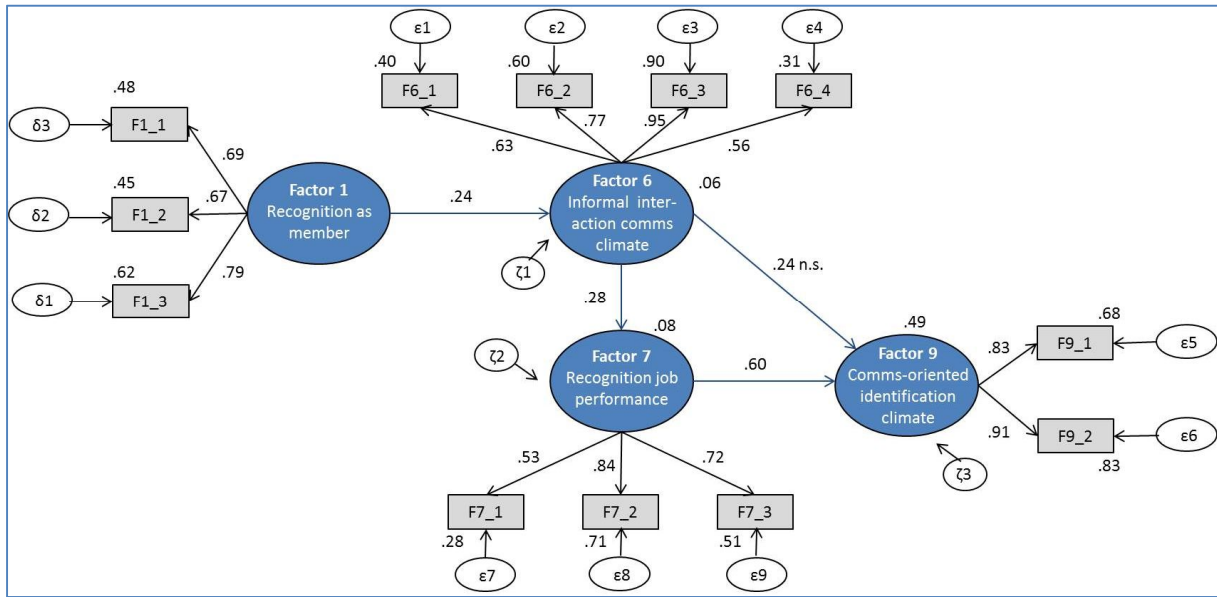 ε1
ε2
ε3
ε4
.40
.60
.90
.31
F6_1
F6_2
F6_3
F6_4
.63
.77
.95
.56
.48
δ3
F1_1
.69
.45
δ2
F1_2
.67
.62
δ1
F1_3
.79
Factor 1
Recognition as
member
.24
Factor 6
Informal inter-
action comms
climate
.06
ζ1
.28
.24 n.s.
ζ2
.08
Factor 7
Recognition job
performance
.60
.49
Factor 9
Comms-oriented
identification
climate
ζ3
.83
.68
F9_1
ε5
.91
F9_2
ε6
.83
.53
.84
.72
F7_1
F7_2
F7_3
.28
.71
.51
ε7
ε8
ε9